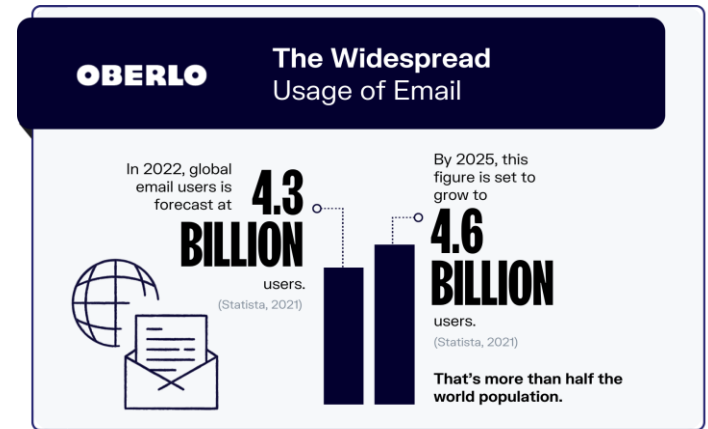 OBERLO
The Widespread
Usage of Email
In 2022, global
email users is
forecast at
4.3
BILLION
users.
(Statista, 2021)
By 2025, this
figure is set to
grow to
4.6
BILLION
users.
(Statista, 2021)
That's more than half the
world population.